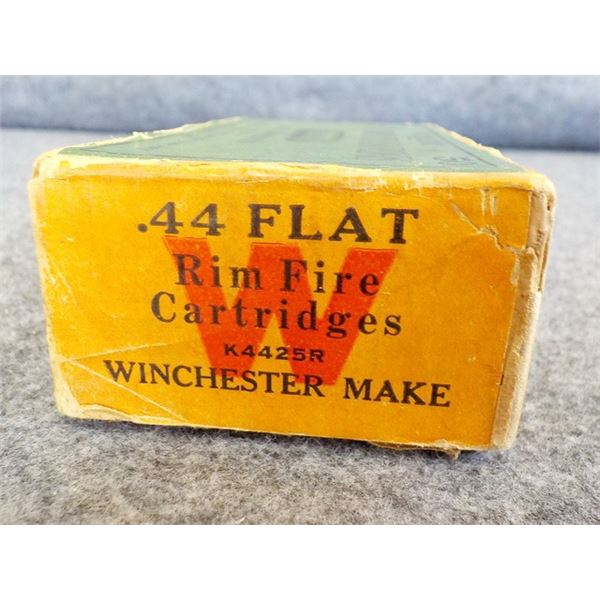 .44 FLAT
Rim Fire
Cartridges
K4425R
WINCHESTER MAKE
W